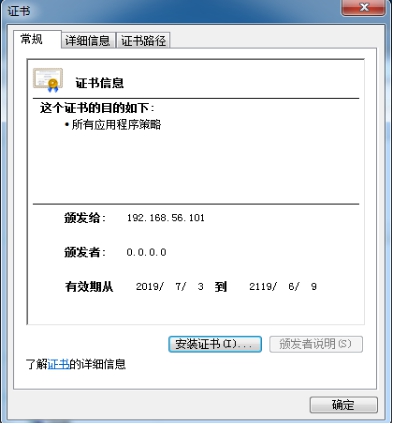 证书
常规 详细信息 证书路径
证书信息
这个证书的目的如下:
•所有应用程序策略
颁发给: 192.168.56.101
颁发者: 0.0.0.0
有效期从 2019/ 7/ 3 到 2119/ 6/ 9
安装证书(I)... 颁发者说明(S)
了解证书的详细信息
确定